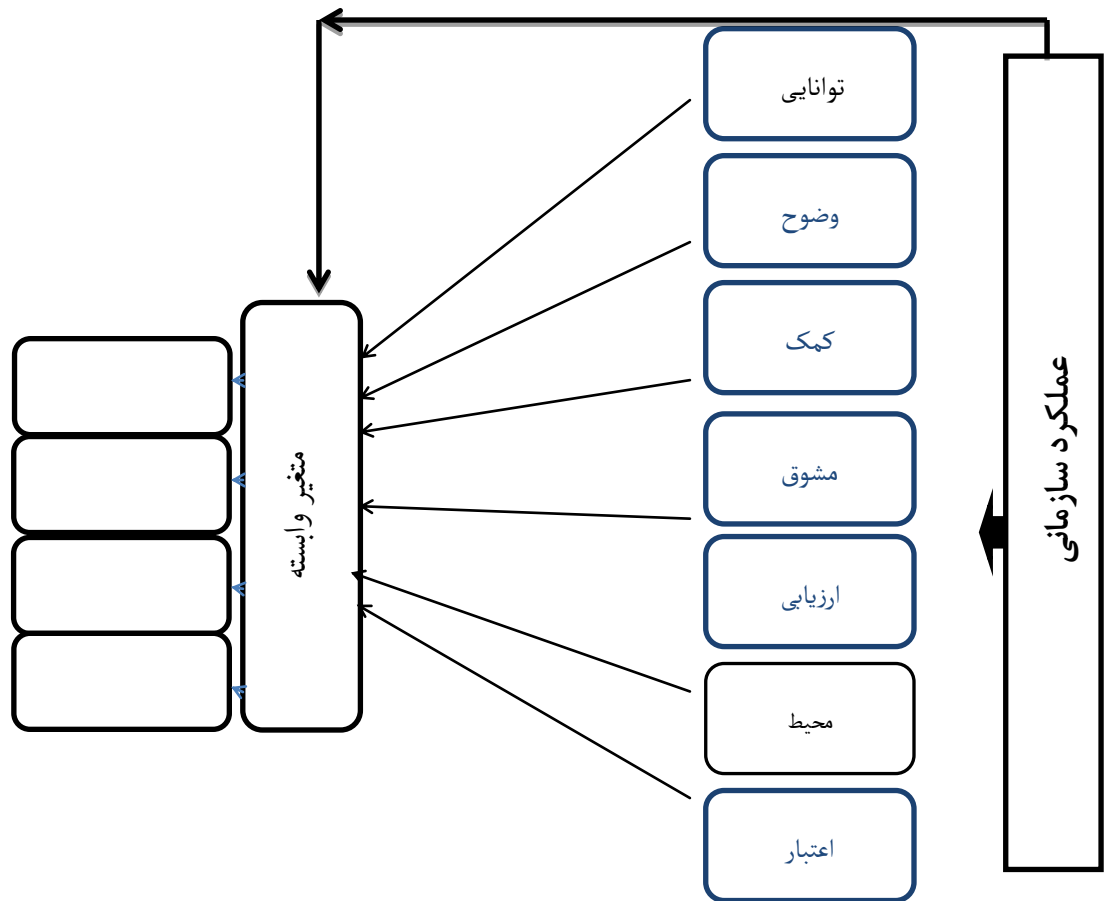 عملکرد سازمانی
توانایی
وضوح
کمک
مشوق
ارزیابی
محیط
اعتبار
متغیر وابسته